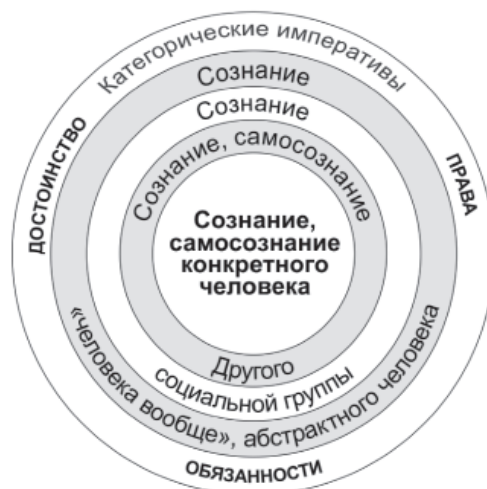 Категорические императивы
ДОСТОИНСТВО
ПРАВА
ОБЯЗАННОСТИ
Сознание
«человека вообще», абстрактного человека
Сознание
социальной группы
Сознание, самосознание
Другого
Сознание,
самосознание
конкретного
человека